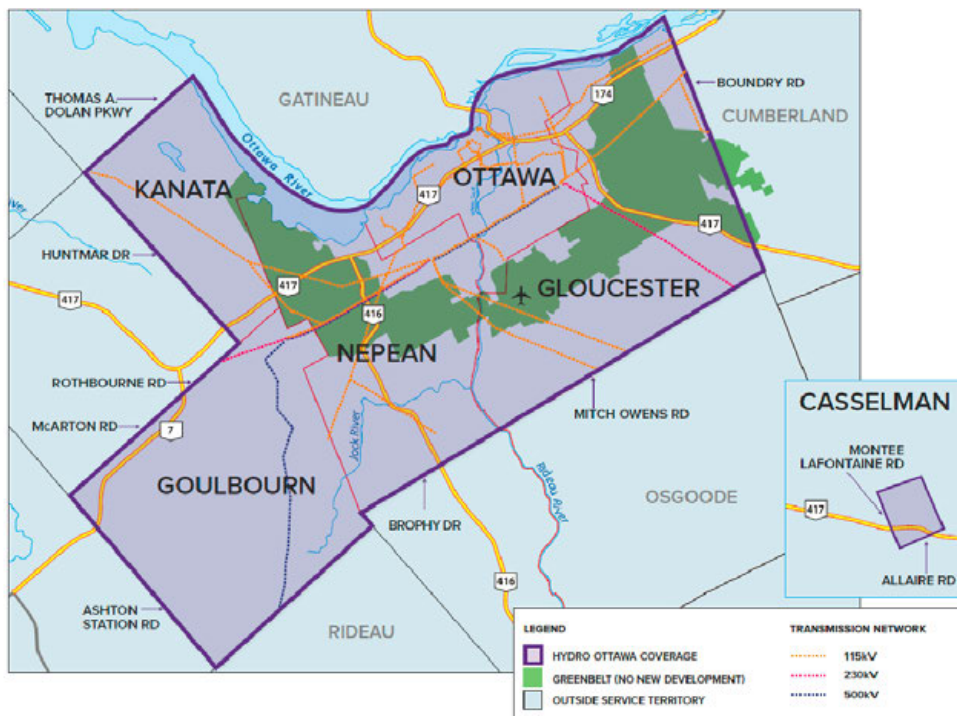 THOMAS A.
DOLAN PKWY
GATINEAU
174
BOUNDRY RD
CUMBERLAND
Ottawa River
KANATA
417
OTTAWA
River
HUNTMAR DR
417
417
417
GLOUCESTER
416
NEPEAN
ROTHBOURNE RD
McARTON RD
7
MITCH OWENS RD
Jock River
GOULBOURN
Rideau River
OSGOODE
BROPHY DR
416
ASHTON
STATION RD
RIDEAU
CASSELMAN
MONTEE
LAFONTAINE RD
417
ALLAIRE RD
LEGEND
HYDRO OTTAWA COVERAGE
GREENBELT (NO NEW DEVELOPMENT)
OUTSIDE SERVICE TERRITORY
TRANSMISSION NETWORK
115kV
230kV
500kV